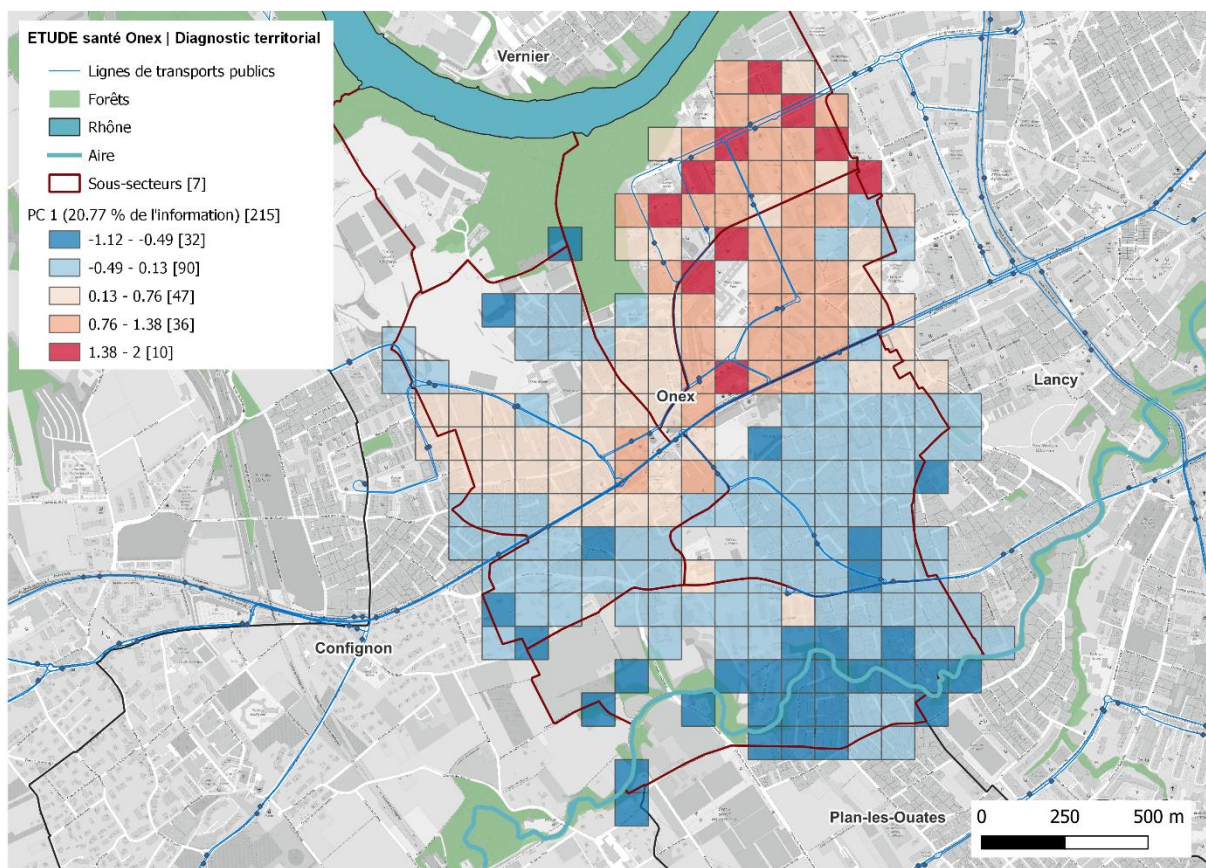 ETUDE santé Onex | Diagnostic territorial
Lignes de transports publics
Forêts
Rhône
Aire
Sous-secteurs [7]
PC 1 (20.77 % de l'information) [215]
-1.12 - -0.49 [32]
-0.49 - 0.13 [90]
0.13 - 0.76 [47]
0.76 - 1.38 [36]
1.38 - 2 [10]
Vernier
Onex
Lancy
Confignon
Plan-les-Ouates
0 250 500 m